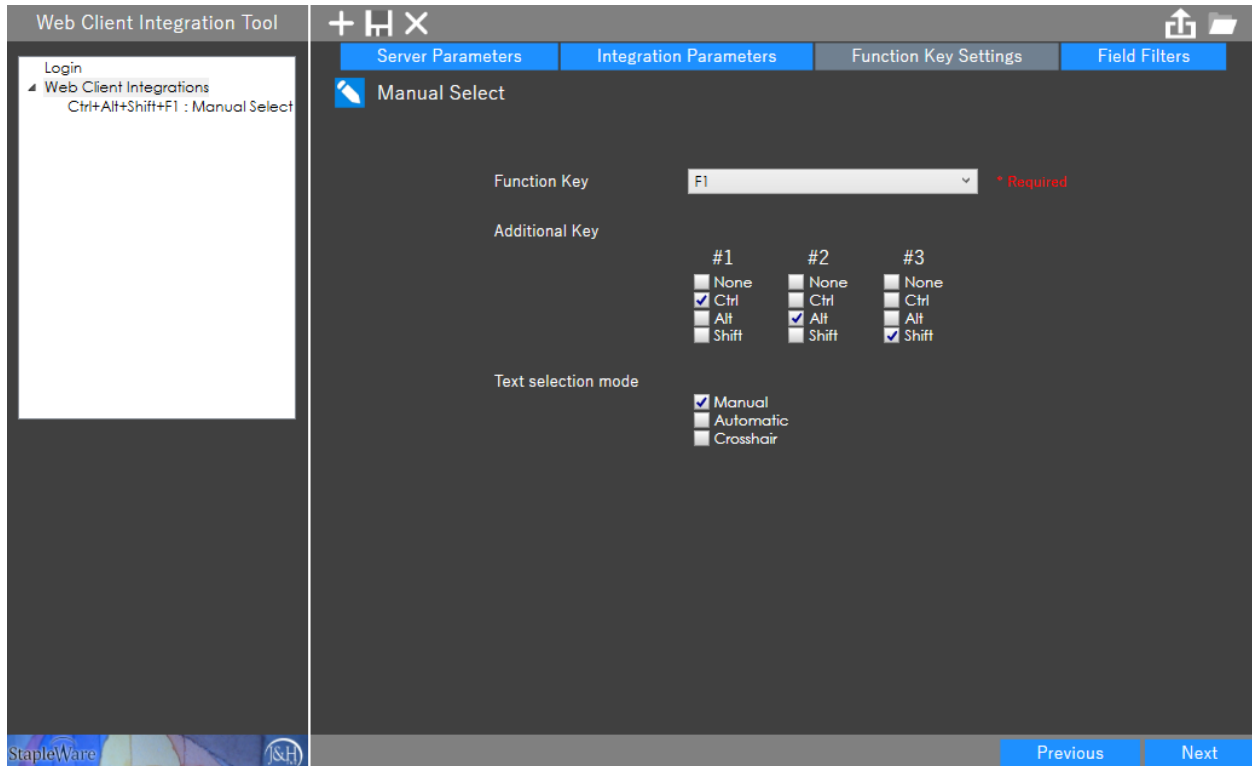 Web Client Integration Tool
Login
Web Client Integrations
Ctrl+Alt+Shift+F1 : Manual Select
Server Parameters Integration Parameters Function Key Settings Field Filters
Manual Select
Function Key F1 * Required
Additional Key
#1 #2 #3
None None None
Ctrl Ctrl Ctrl
Alt Alt Alt
Shift Shift Shift
Text selection mode
Manual
Automatic
Crosshair
StapleWare J&H
Previous Next